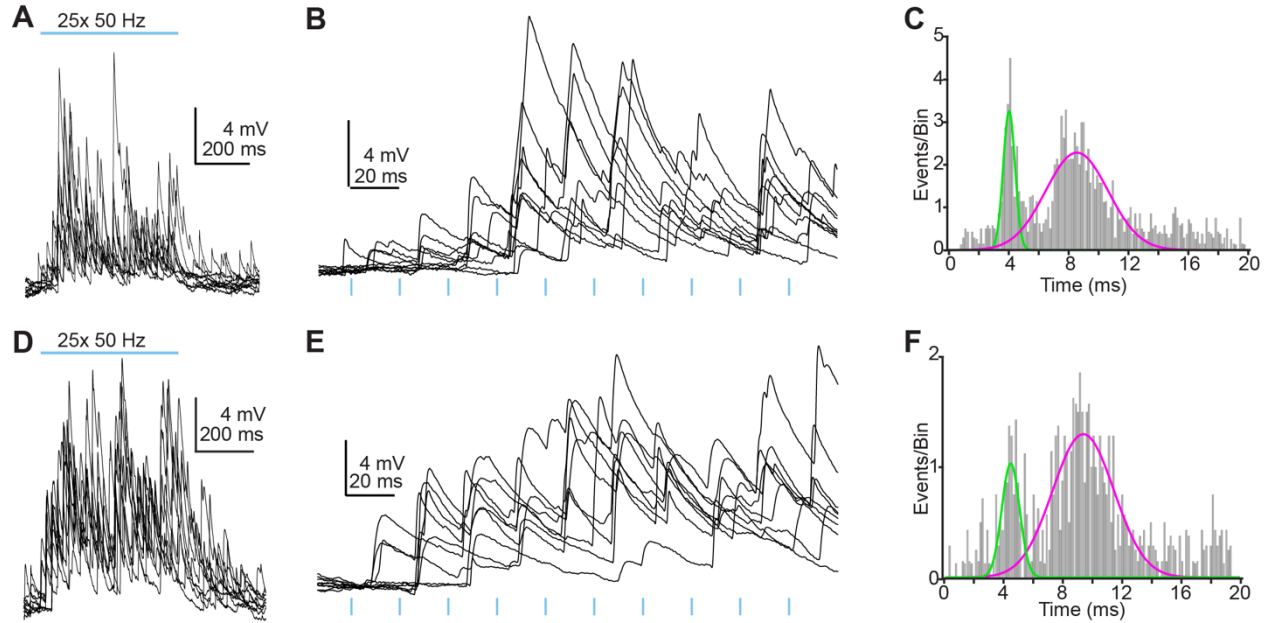 A
25x 50 Hz
4 mV
200 ms
B
4 mV
20 ms
C
5
4
3
2
1
0
Events/Bin
0 4 8 12 16 20
Time (ms)
D
25x 50 Hz
4 mV
200 ms
E
4 mV
20 ms
F
2
1
0
Events/Bin
0 4 8 12 16 20
Time (ms)